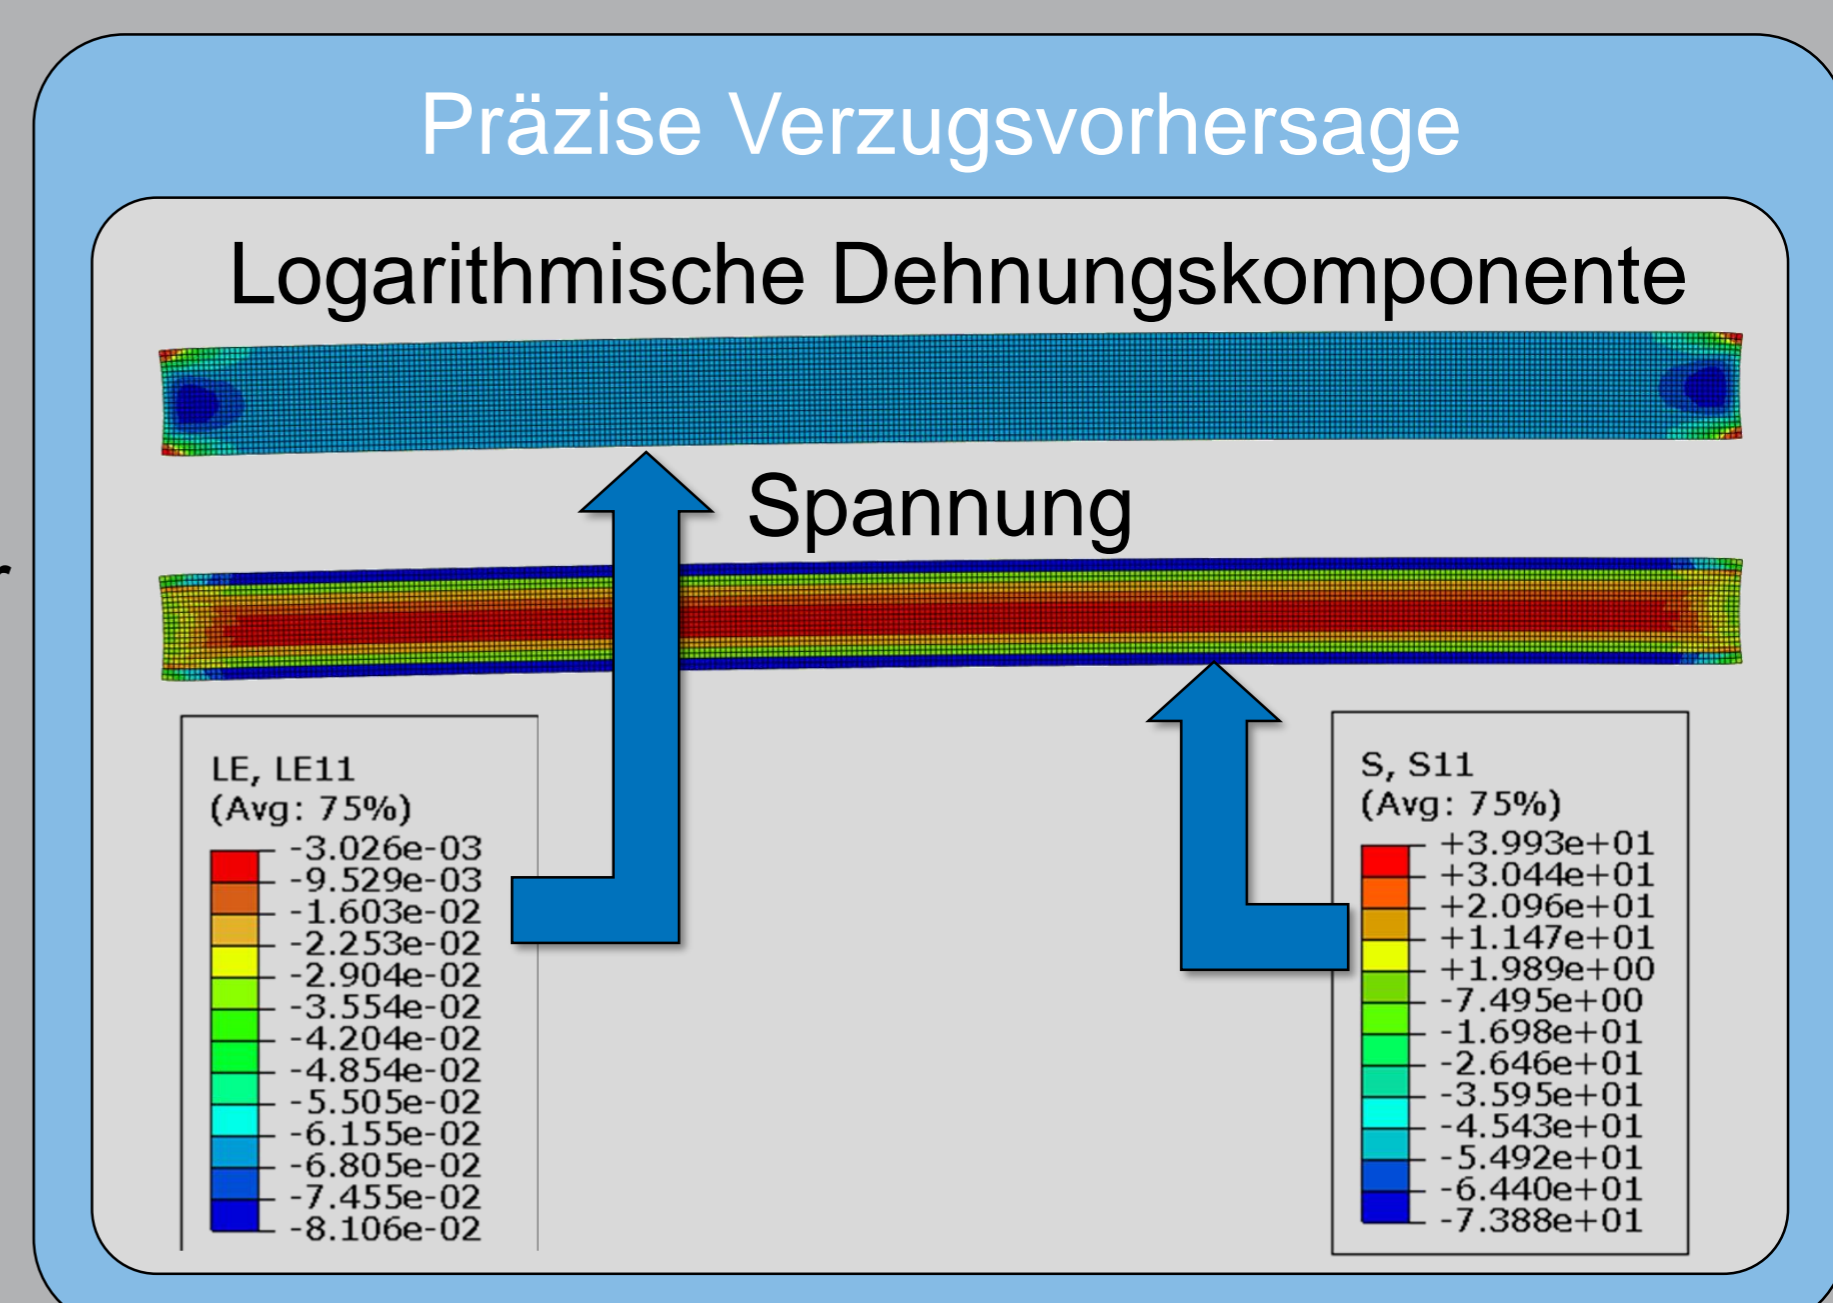 Präzise Verzugsvorhersage
Logarithmische Dehnungskomponente
Spannung
LE, LE11
(Avg: 75%)
-3.026e-03
-9.529e-03
-1.603e-02
-2.253e-02
-2.904e-02
-3.554e-02
-4.204e-02
-4.854e-02
-5.505e-02
-6.155e-02
-6.805e-02
-7.455e-02
-8.106e-02
S, S11
(Avg: 75%)
+3.993e+01
+3.044e+01
+2.096e+01
+1.147e+01
+1.989e+00
-7.495e+00
-1.698e+01
-2.646e+01
-3.595e+01
-4.543e+01
-5.492e+01
-6.440e+01
-7.388e+01